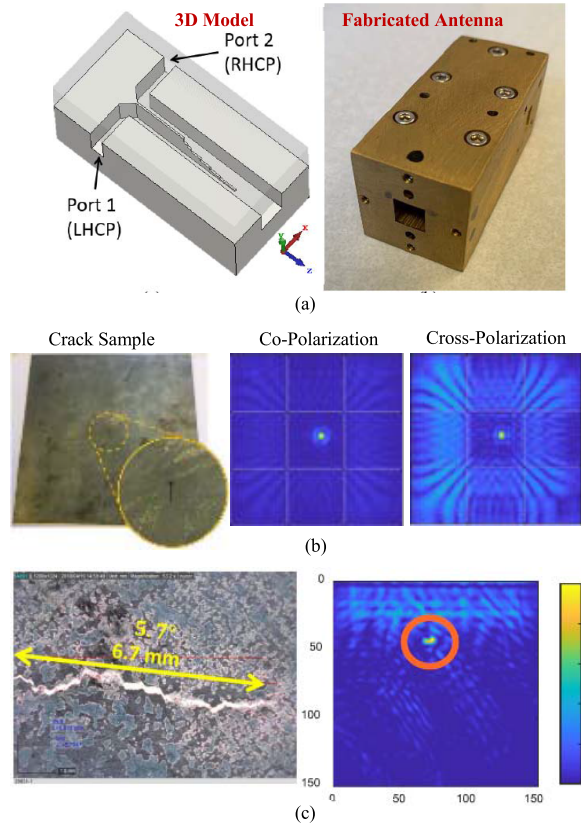 3D Model
Fabricated Antenna
Port 2
(RHCP)
Port 1
(LHCP)
y
x
z
(a)
Crack Sample
Co-Polarization
Cross-Polarization
(b)
5.7°
6.7 mm
0
50
100
150
0
50
100
150
(c)